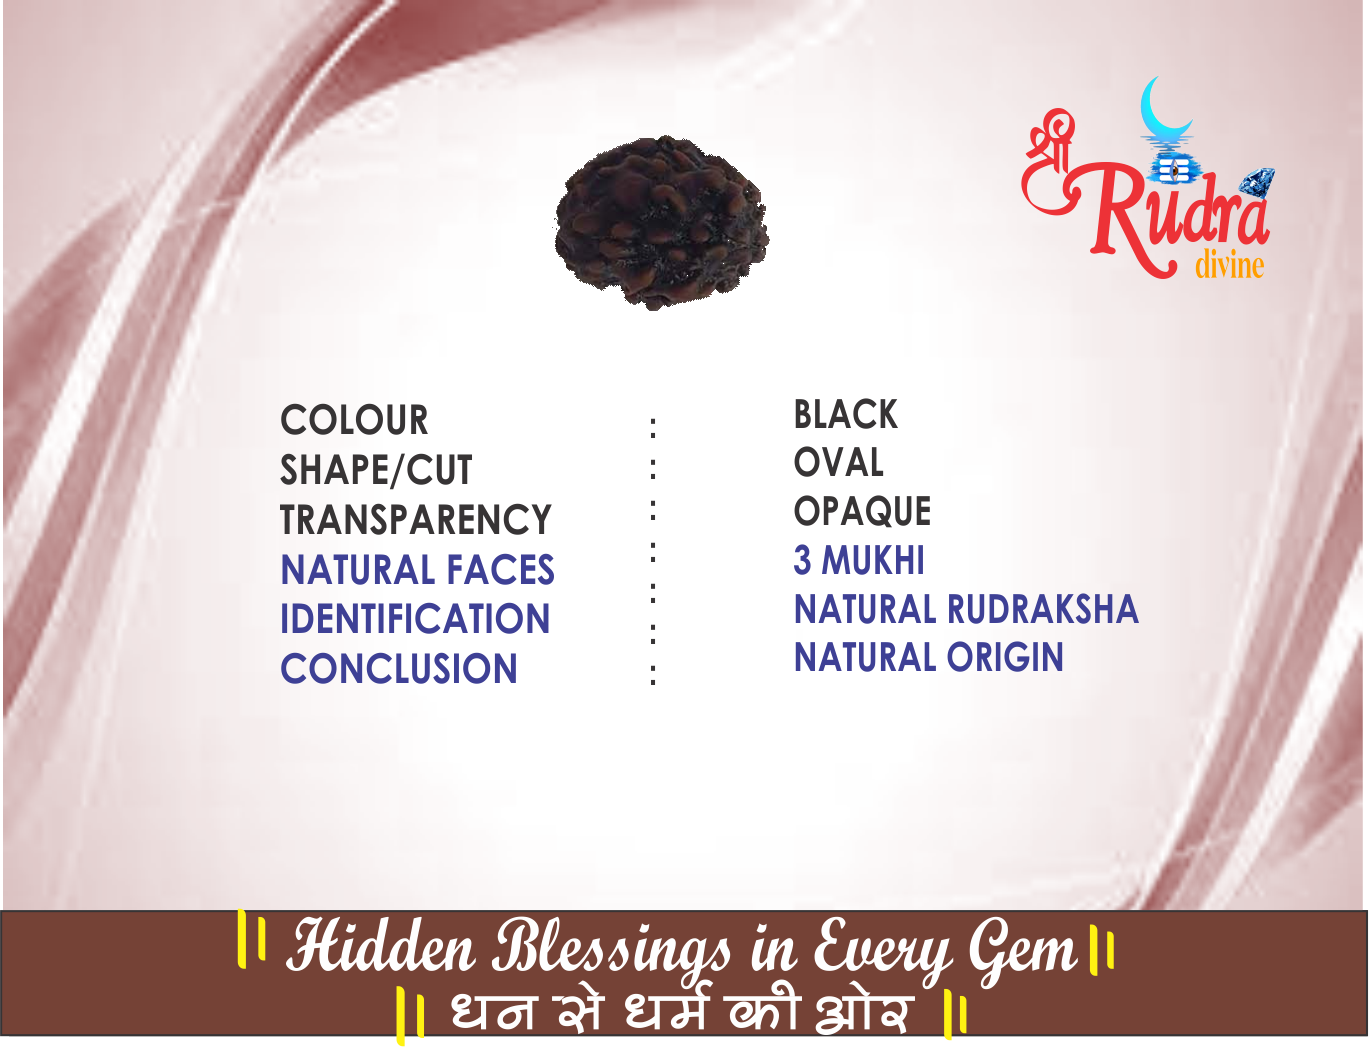 श्री
Rudra
divine
COLOUR : BLACK
SHAPE/CUT : OVAL
TRANSPARENCY : OPAQUE
NATURAL FACES : 3 MUKHI
IDENTIFICATION : NATURAL RUDRAKSHA
CONCLUSION : NATURAL ORIGIN
:
|| Hidden Blessings in Every Gem ||
|| धन से धर्म की ओर ||